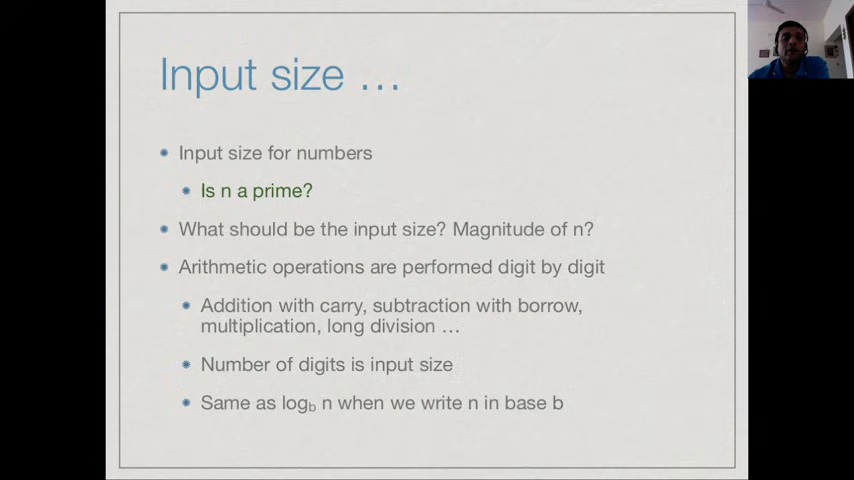 Input size …
Input size for numbers
Is n a prime?
What should be the input size? Magnitude of n?
Arithmetic operations are performed digit by digit
Addition with carry, subtraction with borrow,
multiplication, long division …
Number of digits is input size
Same as log_b n when we write n in base b